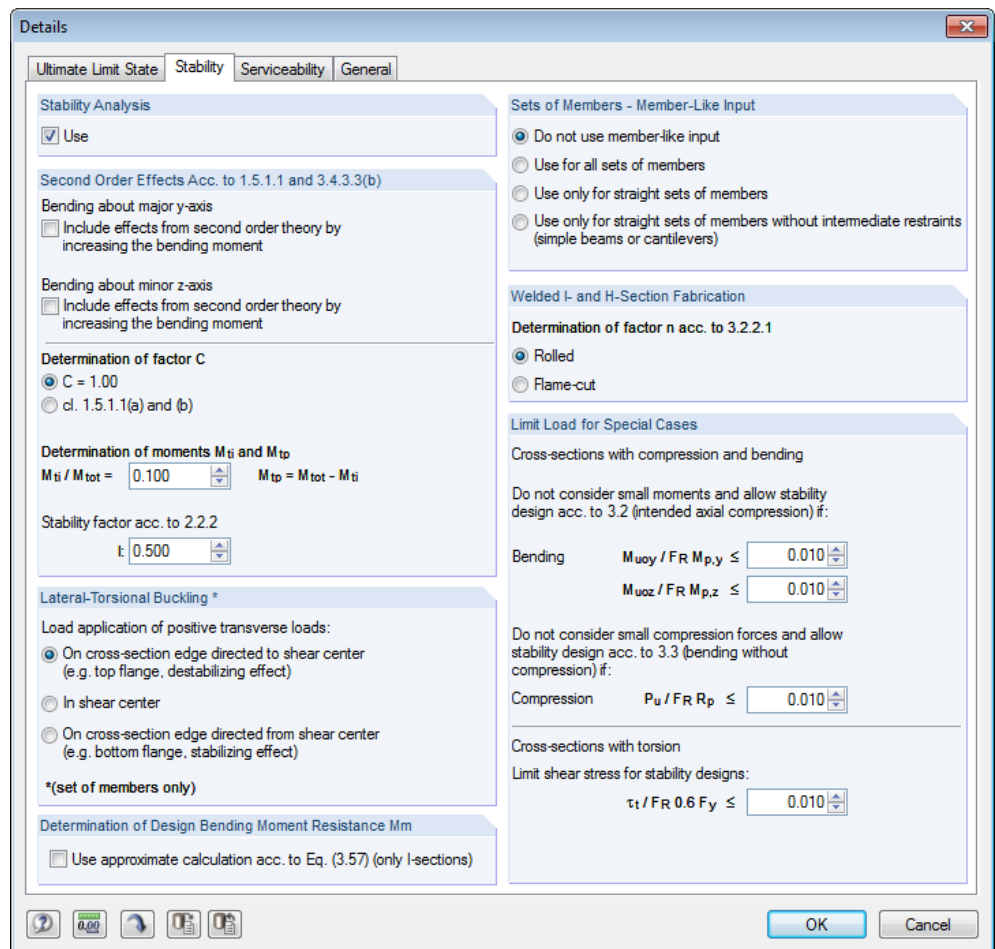 Details
Ultimate Limit State Stability Serviceability General
Stability Analysis
Use
Second Order Effects Acc. to 1.5.1.1 and 3.4.3.3(b)
Bending about major y-axis
Include effects from second order theory by
increasing the bending moment
Bending about minor z-axis
Include effects from second order theory by
increasing the bending moment
Determination of factor C
C = 1.00
cl. 1.5.1.1(a) and (b)
Determination of moments Mti and Mtp
Mti / Mtot = 0.100 Mtp = Mtot - Mti
Stability factor acc. to 2.2.2
I: 0.500
Lateral-Torsional Buckling *
Load application of positive transverse loads:
On cross-section edge directed to shear center
(e.g. top flange, destabilizing effect)
In shear center
On cross-section edge directed from shear center
(e.g. bottom flange, stabilizing effect)
*(set of members only)
Determination of Design Bending Moment Resistance Mm
Use approximate calculation acc. to Eq. (3.57) (only I-sections)
Sets of Members - Member-Like Input
Do not use member-like input
Use for all sets of members
Use only for straight sets of members
Use only for straight sets of members without intermediate restraints
(simple beams or cantilevers)
Welded I- and H-Section Fabrication
Determination of factor n acc. to 3.2.2.1
Rolled
Flame-cut
Limit Load for Special Cases
Cross-sections with compression and bending
Do not consider small moments and allow stability
design acc. to 3.2 (intended axial compression) if:
Bending Muoy / FR Mp,y ≤ 0.010
Muoz / FR Mp,z ≤ 0.010
Do not consider small compression forces and allow
stability design acc. to 3.3 (bending without
compression) if:
Compression Pu / FR Rp ≤ 0.010
Cross-sections with torsion
Limit shear stress for stability designs:
τt / FR 0.6 Fy ≤ 0.010
0.00
OK Cancel